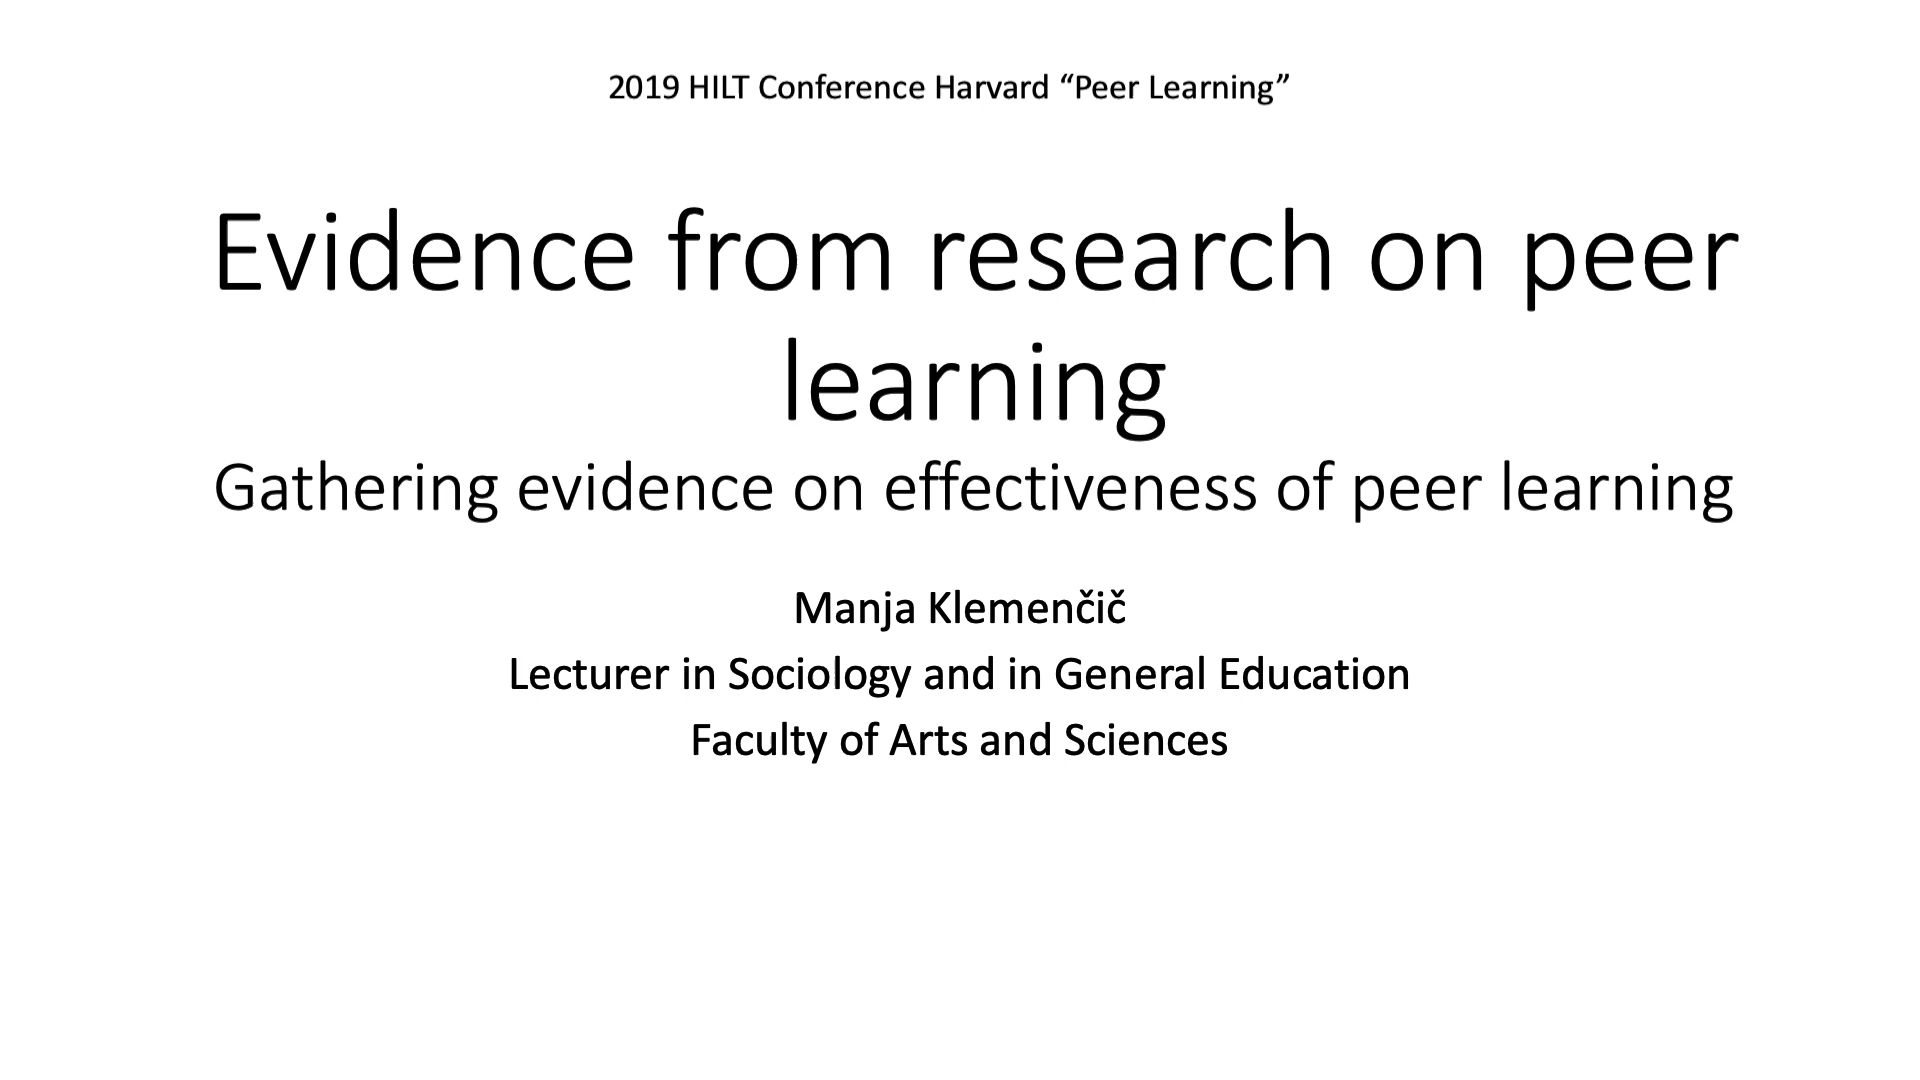 2019 HILT Conference Harvard “Peer Learning”
Evidence from research on peer
learning
Gathering evidence on effectiveness of peer learning
Manja Klemenčič
Lecturer in Sociology and in General Education
Faculty of Arts and Sciences